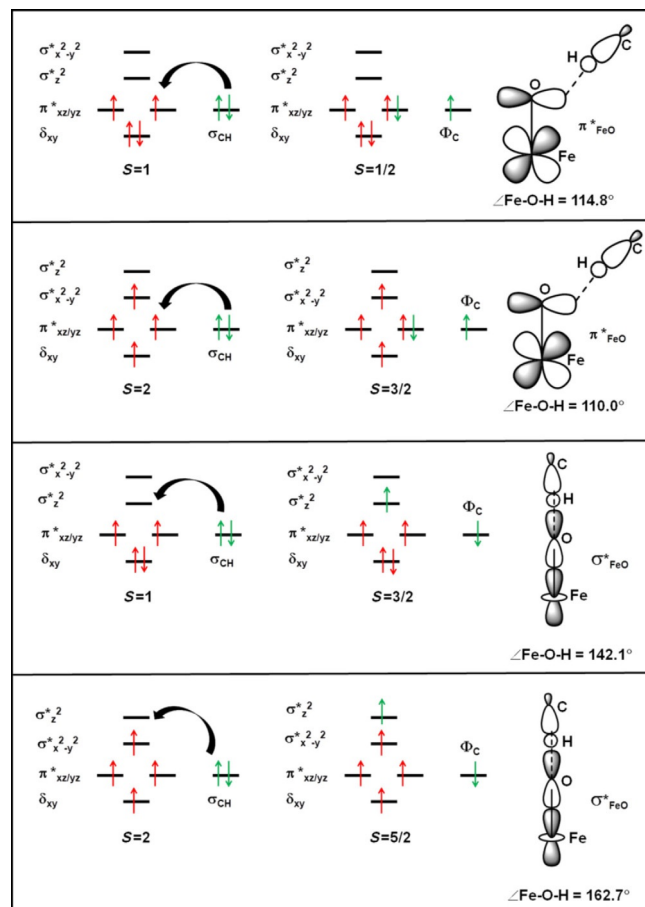 σ*x²-y²
σ*z²
π*xz/yz
δxy
σCH
S=1
σ*x²-y²
σ*z²
π*xz/yz
δxy
ΦC
S=1/2
H
C
O
π*FeO
Fe
∠Fe-O-H = 114.8°
σ*z²
σ*x²-y²
π*xz/yz
δxy
σCH
S=2
σ*z²
σ*x²-y²
π*xz/yz
δxy
ΦC
S=3/2
H
C
O
π*FeO
Fe
∠Fe-O-H = 110.0°
σ*x²-y²
σ*z²
π*xz/yz
δxy
σCH
S=1
σ*x²-y²
σ*z²
π*xz/yz
δxy
ΦC
S=3/2
C
H
O
σ*FeO
Fe
∠Fe-O-H = 142.1°
σ*z²
σ*x²-y²
π*xz/yz
δxy
σCH
S=2
σ*z²
σ*x²-y²
π*xz/yz
δxy
ΦC
S=5/2
C
H
O
σ*FeO
Fe
∠Fe-O-H = 162.7°